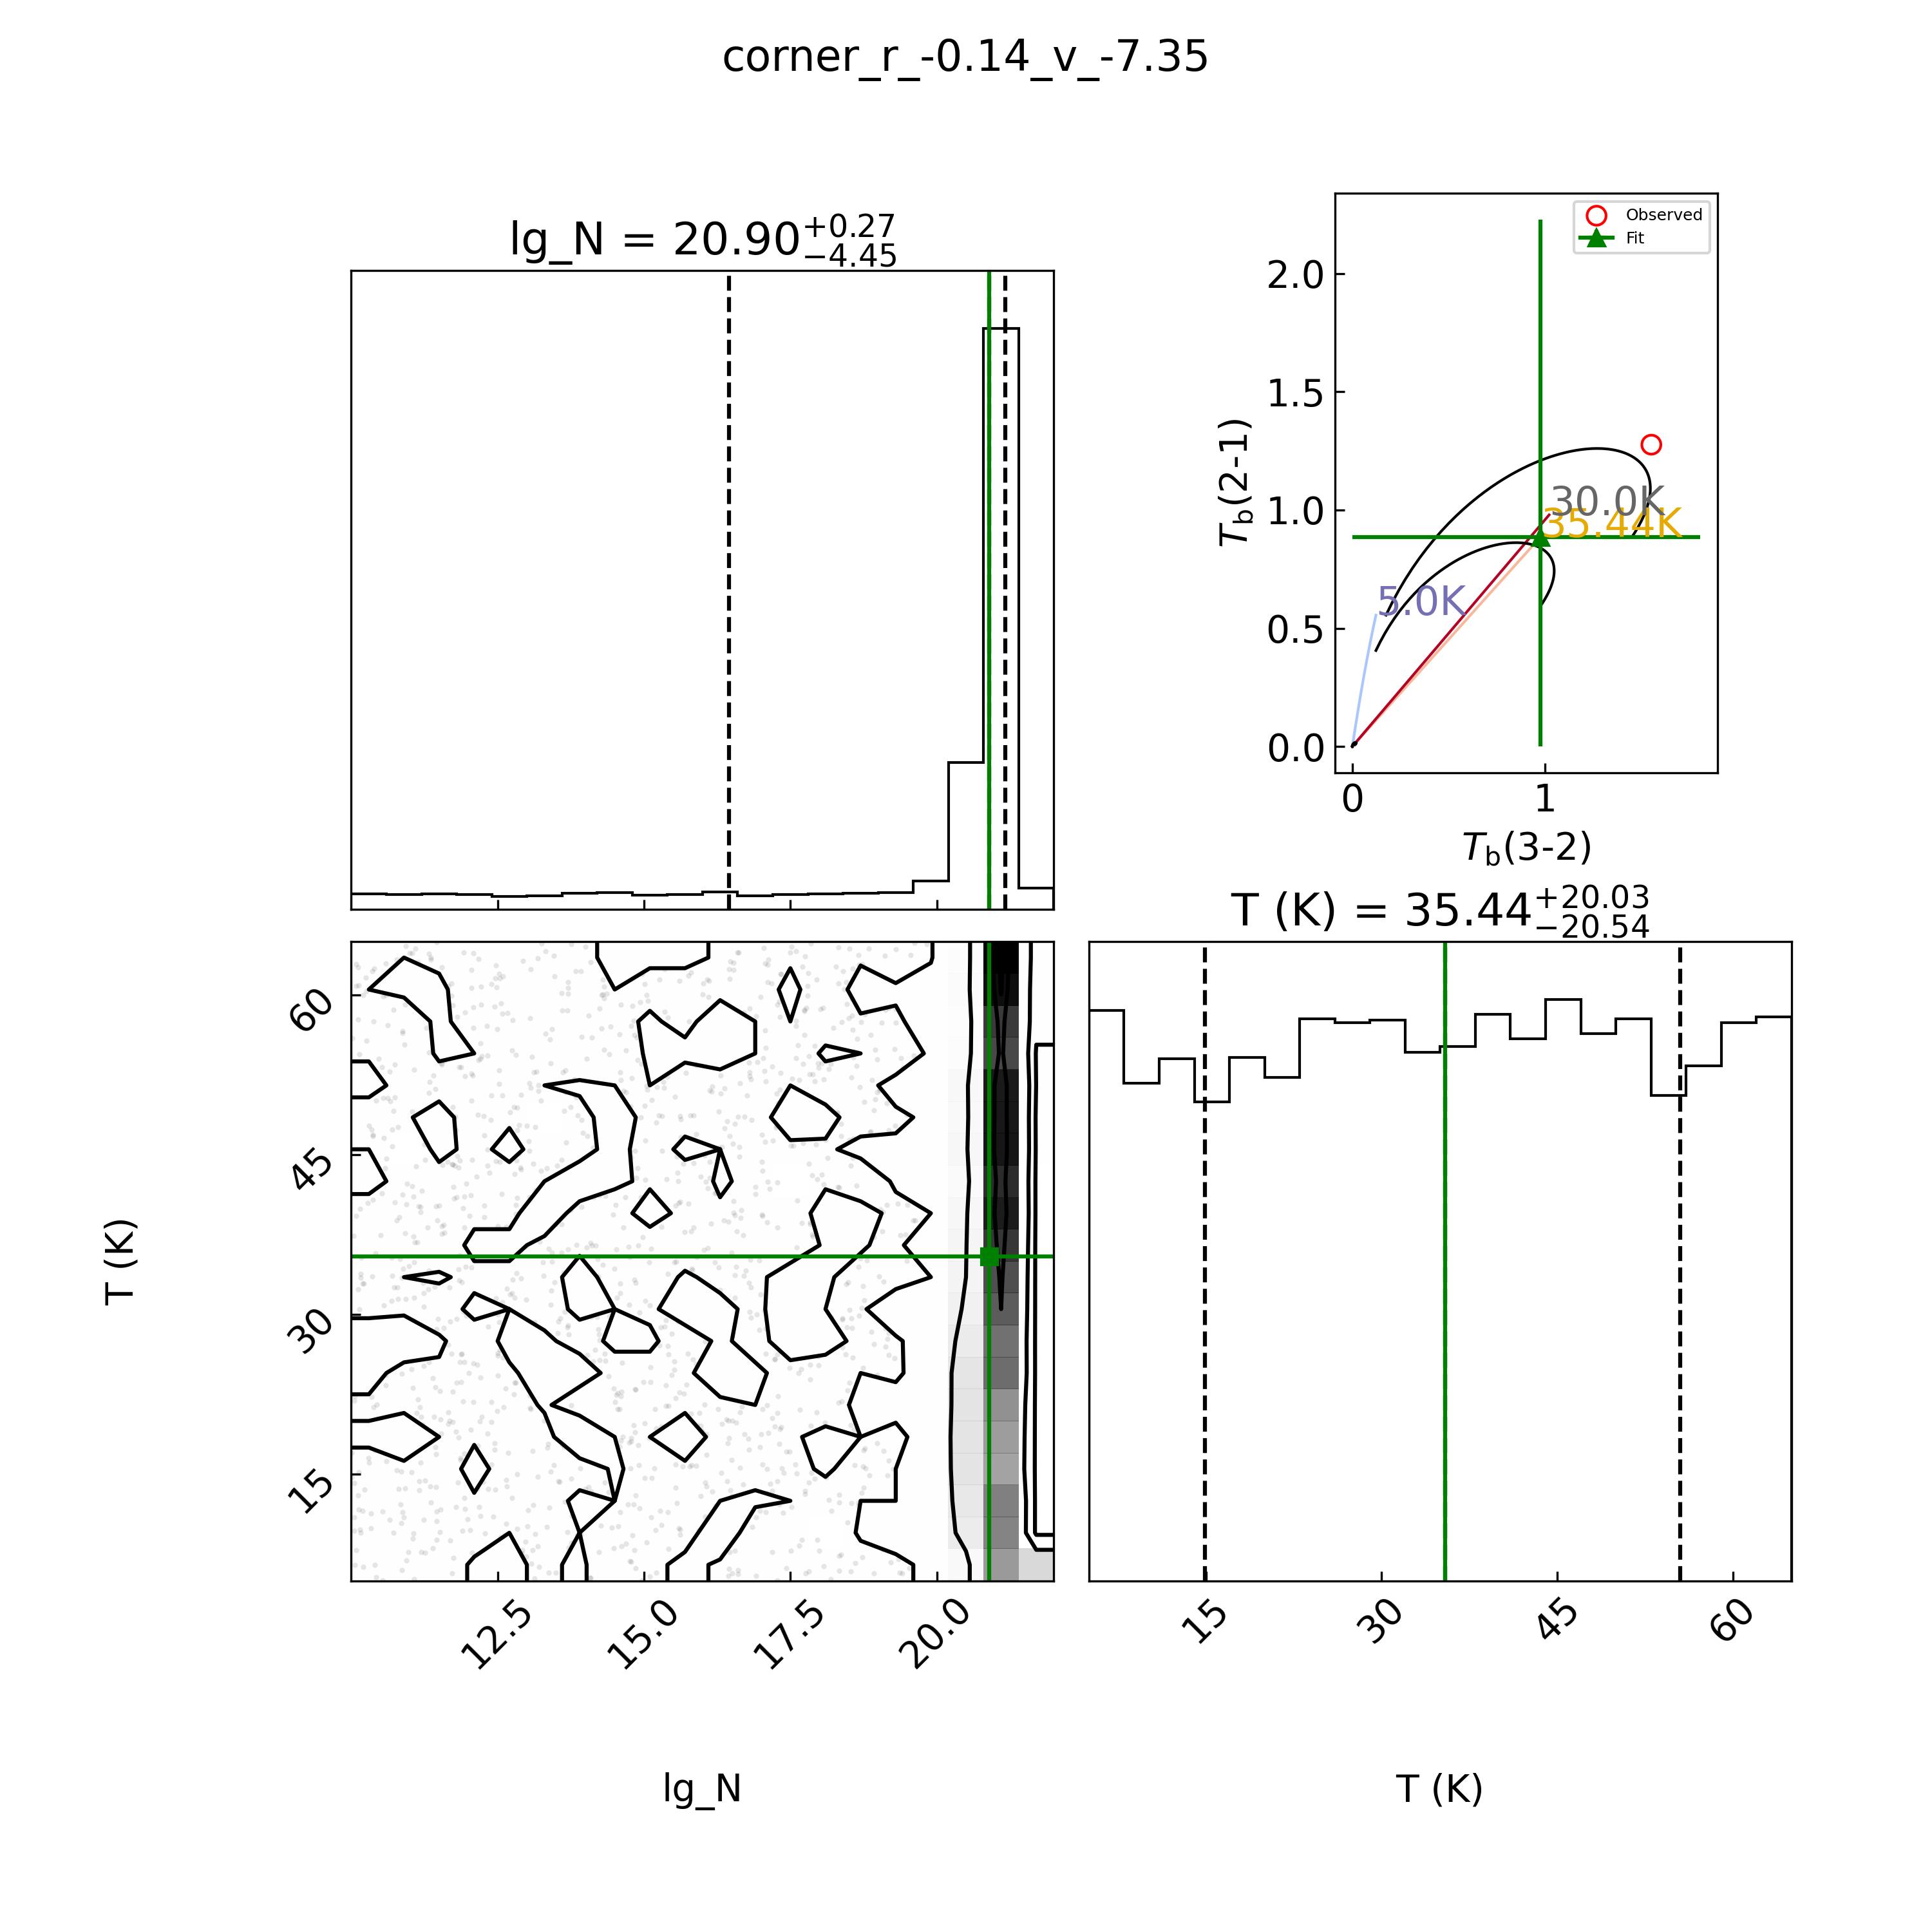 corner_r_-0.14_v_-7.35
lg_N = 20.90+0.27−4.45
Observed
Fit
2.0
1.5
1.0
0.5
0.0
Tb(2-1)
30.0K
35.44K
5.0K
0 1
Tb(3-2)
T (K) = 35.44+20.03−20.54
60
45
30
15
T (K)
12.5 15.0 17.5 20.0
lg_N
15 30 45 60
T (K)